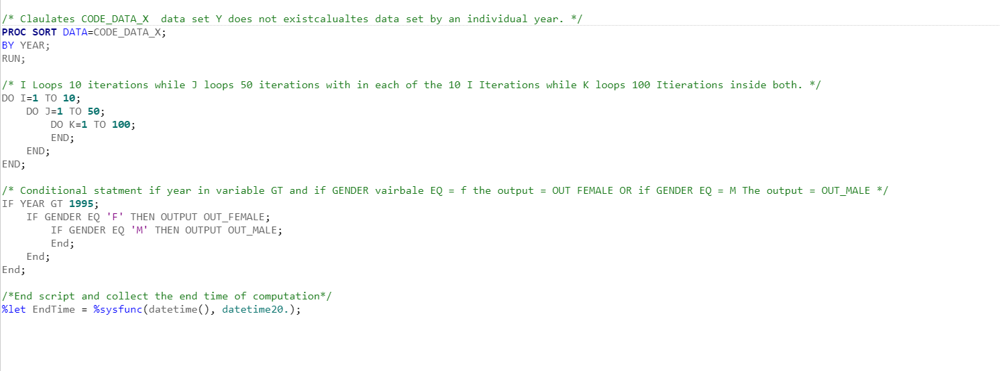 /* Claulates CODE_DATA_X  data set Y does not existcalualtes data set by an individual year. */
PROC SORT DATA=CODE_DATA_X;
BY YEAR;
RUN;
/* I Loops 10 iterations while J loops 50 iterations with in each of the 10 I Iterations while K loops 100 Itierations inside both. */
DO I=1 TO 10;
    DO J=1 TO 50;
        DO K=1 TO 100;
        END;
    END;
END;
/* Conditional statment if year in variable GT and if GENDER vairbale EQ = f the output = OUT FEMALE OR if GENDER EQ = M The output = OUT_MALE */
IF YEAR GT 1995;
    IF GENDER EQ 'F' THEN OUTPUT OUT_FEMALE;
        IF GENDER EQ 'M' THEN OUTPUT OUT_MALE;
        End;
    End;
End;
/*End script and collect the end time of computation*/
%let EndTime = %sysfunc(datetime(), datetime20.);